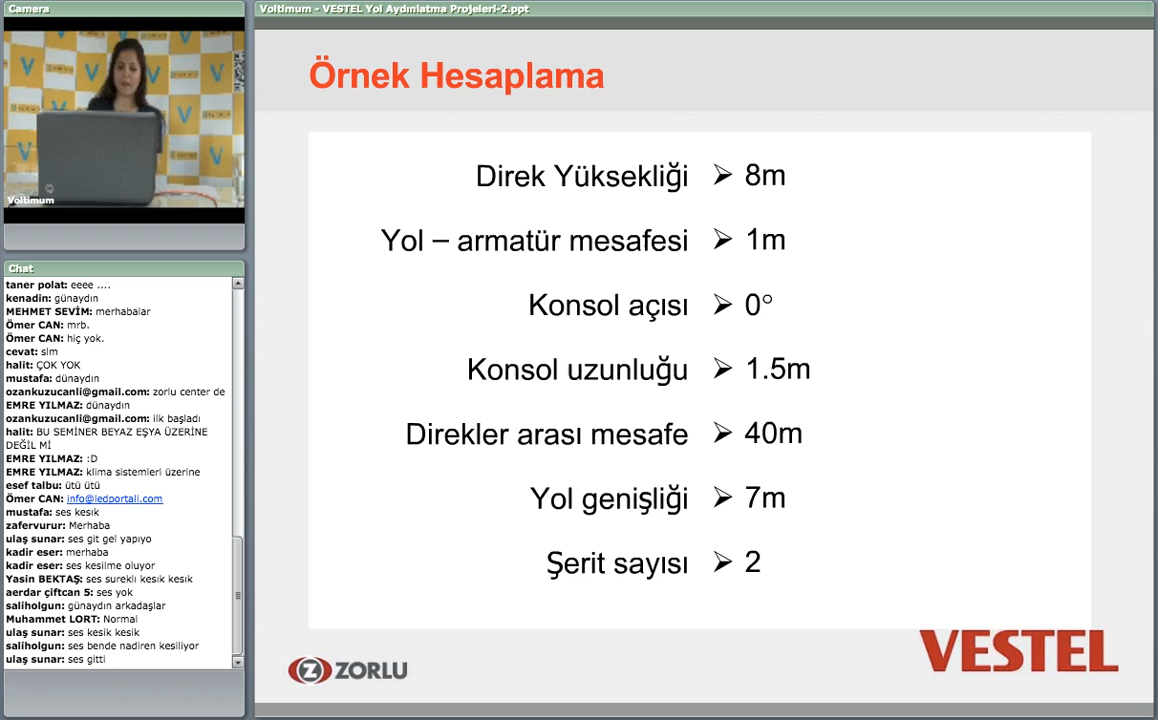 Camera
Voltimum
Chat
taner polat: eeee ....
kenadin: günaydın
MEHMET SEVİM: merhabalar
Ömer CAN: mrb.
Ömer CAN: hiç yok.
cevat: slm
halit: ÇOK YOK
mustafa: dünaydın
ozankuzucanli@gmail.com: zorlu center de
EMRE YILMAZ: dünaydın
ozankuzucanli@gmail.com: ilk başladı
halit: BU SEMİNER BEYAZ EŞYA ÜZERİNE
DEĞİL Mİ
EMRE YILMAZ: :D
EMRE YILMAZ: klima sistemleri üzerine
esef talbu: ütü ütü
Ömer CAN: info@ledportali.com
mustafa: ses kesık
zafervurur: Merhaba
ulaş sunar: ses git gel yapıyo
kadir eser: merhaba
kadir eser: ses kesilme oluyor
Yasin BEKTAŞ: ses sureklı kesık kesık
aerdar çiftcan 5: ses yok
saliholgun: günaydın arkadaşlar
Muhammet LORT: Normal
ulaş sunar: ses kesik kesik
saliholgun: ses bende nadiren kesiliyor
ulaş sunar: ses gitti
Voltimum - VESTEL Yol Aydınlatma Projeleri-2.ppt
Örnek Hesaplama
Direk Yüksekliği ➢ 8m
Yol – armatür mesafesi ➢ 1m
Konsol açısı ➢ 0°
Konsol uzunluğu ➢ 1.5m
Direkler arası mesafe ➢ 40m
Yol genişliği ➢ 7m
Şerit sayısı ➢ 2
ZORLU
VESTEL